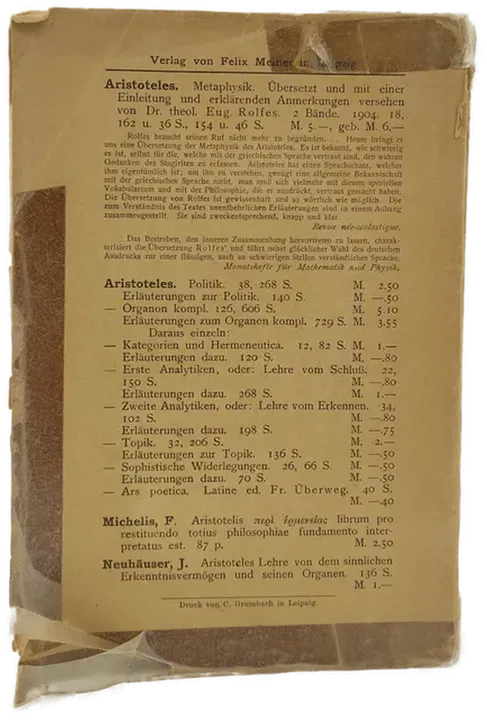 Verlag von Felix Meiner in Leipzig
Aristoteles. Metaphysik. Übersetzt und mit einer
Einleitung und erklärenden Anmerkungen versehen
von Dr. theol. Eug. Rolfes. 2 Bände. 1904. 18,
162 u. 36 S., 154 u. 46 S. M. 5.—, geb. M. 6,—
Rolfes braucht seinen Ruf nicht mehr zu begründen. .. Heute bringt er
uns eine Übersetzung der Metaphysik des Aristoteles. Es ist bekannt, wie schwierig
es ist, selbst für die, welche mit der griechischen Sprache vertraut sind, den wahren
Gedanken des Stagiriten zu erfassen. Aristoteles hat einen Sprachschatz, welcher
ihm eigentümlich ist; um ihn zu verstehen, genügt eine allgemeine Bekanntschaft
mit der griechischen Sprache nicht, man muß sich vielmehr mit diesem speziellen
Vokabularium und mit der Philosophie, die er ausdrückt, vertraut gemacht haben.
Die Übersetzung von Rolfes ist gewissenhaft und so wörtlich wie möglich. Die
zum Verständnis des Textes unentbehrlichen Erläuterungen sind in einem Anhang
zusammengestellt. Sie sind zweckentsprechend, knapp und klar.
Revue néo-scolastique.
Das Bestreben, den inneren Zusammenhang hervortreten zu lassen, charak-
terisiert die Übersetzung Rolfes' und führt nebst glücklicher Wahl des deutschen
Ausdrucks zur einer flüssigen, auch an schwierigen Stellen verständlichen Sprache.
Monatshefte für Mathematik und Physik.
Aristoteles. Politik. 38, 268 S. M. 2.50
Erläuterungen zur Politik. 140 S. M. —.50
— Organon kompl. 126, 606 S. M. 5.10
Erläuterungen zum Organon kompl. 729 S. M. 3.55
Daraus einzeln:
— Kategorien und Hermeneutica. 12, 82 S. M. 1.—
Erläuterungen dazu. 120 S. M. —.80
— Erste Analytiken, oder: Lehre vom Schluß. 22,
150 S. M. —.80
Erläuterungen dazu. 268 S. M. 1.—
— Zweite Analytiken, oder: Lehre vom Erkennen. 34,
102 S. M. —.80
Erläuterungen dazu. 198 S. M. —.75
— Topik. 32, 206 S. M. 2.—
Erläuterungen zur Topik. 136 S. M. —.50
— Sophistische Widerlegungen. 26, 66 S. M. —.50
Erläuterungen dazu. 70 S. M. —.50
— Ars poetica. Latine ed. Fr. Überweg. 40 S.
M. —.40
Michelis, F. Aristotelis περὶ ἑρμενείας librum pro
restituendo totius philosophiae fundamento inter-
pretatus est. 87 p. M. 2.50
Neuhäuser, J. Aristoteles Lehre von dem sinnlichen
Erkenntnisvermögen und seinen Organen. 136 S.
M. 1.—
Druck von C. Grumbach in Leipzig.